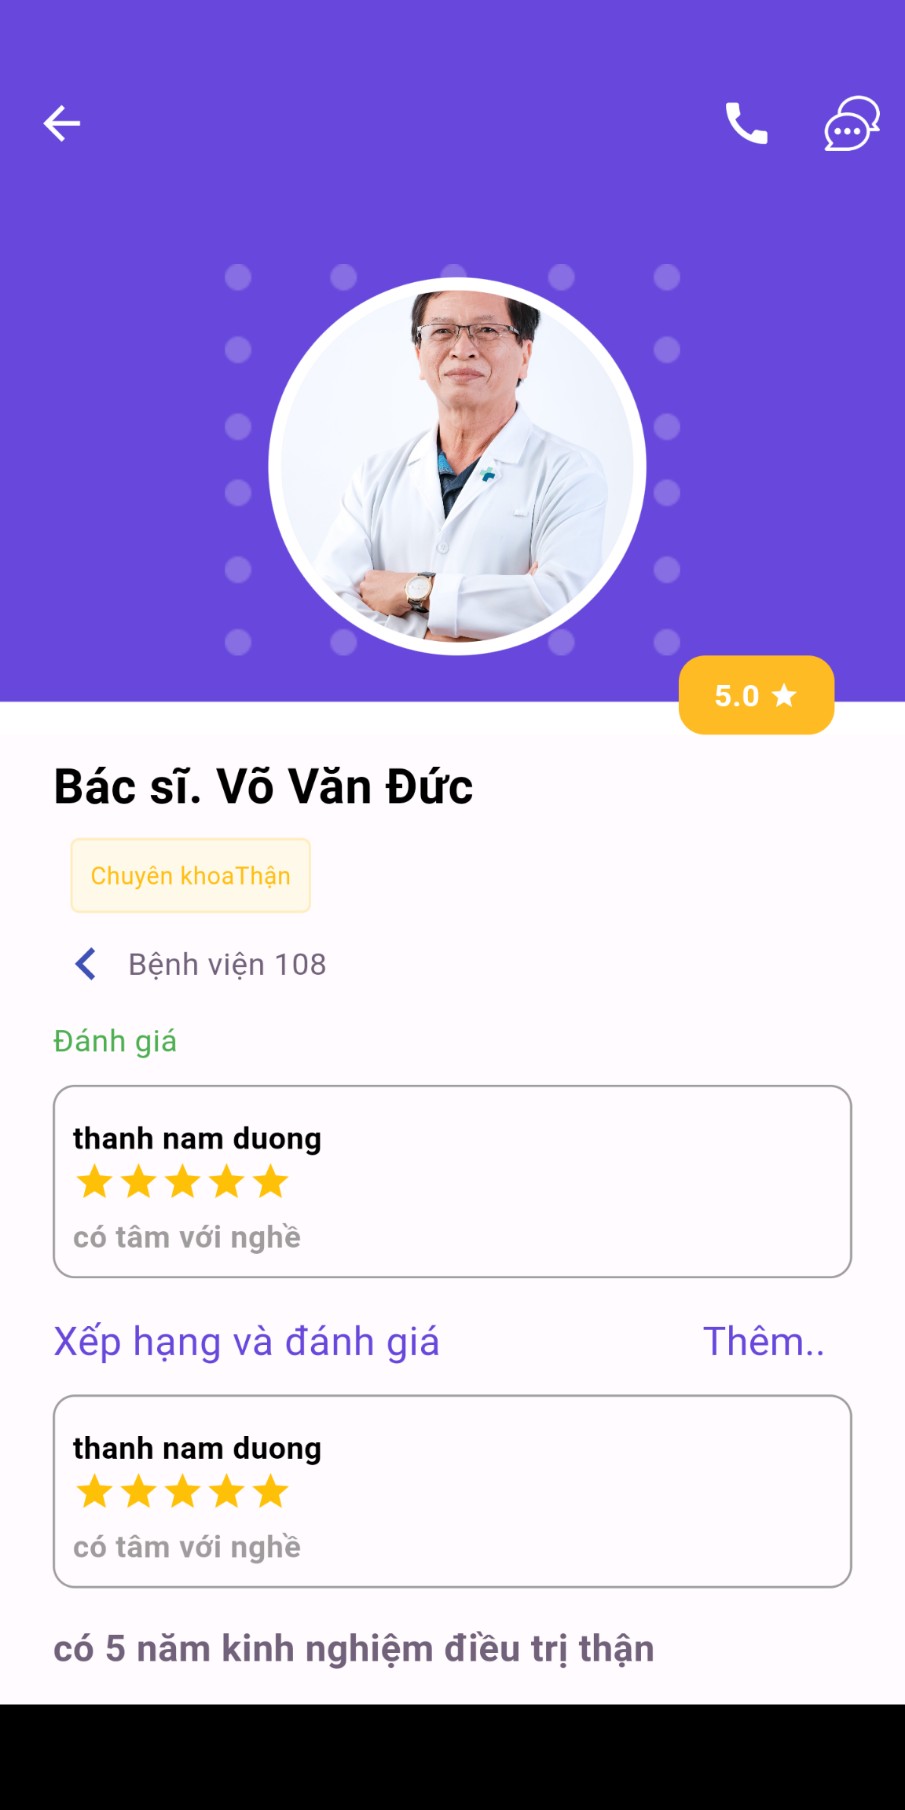 5.0
Bác sĩ. Võ Văn Đức
Chuyên khoaThận
Bệnh viện 108
Đánh giá
thanh nam duong
có tâm với nghề
Xếp hạng và đánh giá Thêm..
thanh nam duong
có tâm với nghề
có 5 năm kinh nghiệm điều trị thận